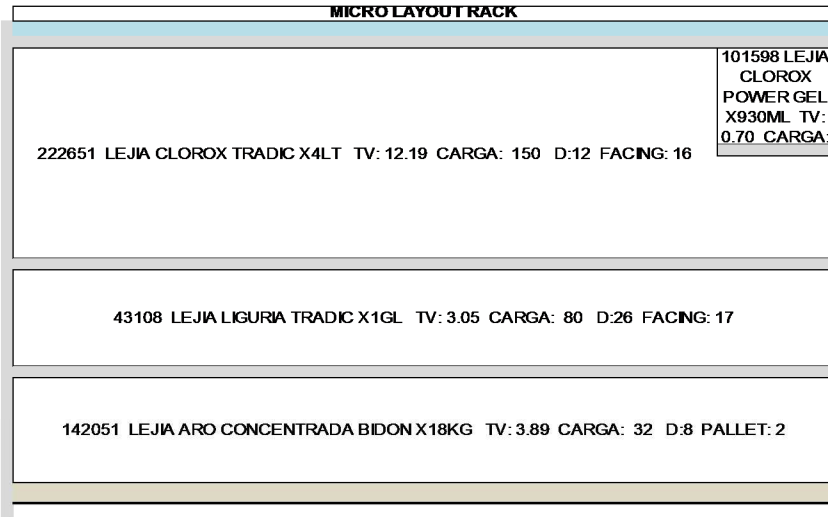 MICRO LAYOUT RACK
101598 LEJIA
CLOROX
POWER GEL
X930ML TV:
0.70 CARGA:
222651 LEJIA CLOROX TRADIC X4LT TV: 12.19 CARGA: 150 D:12 FACING: 16
43108 LEJIA LIGURIA TRADIC X1GL TV: 3.05 CARGA: 80 D:26 FACING: 17
142051 LEJIA ARO CONCENTRADA BIDON X18KG TV: 3.89 CARGA: 32 D:8 PALLET: 2